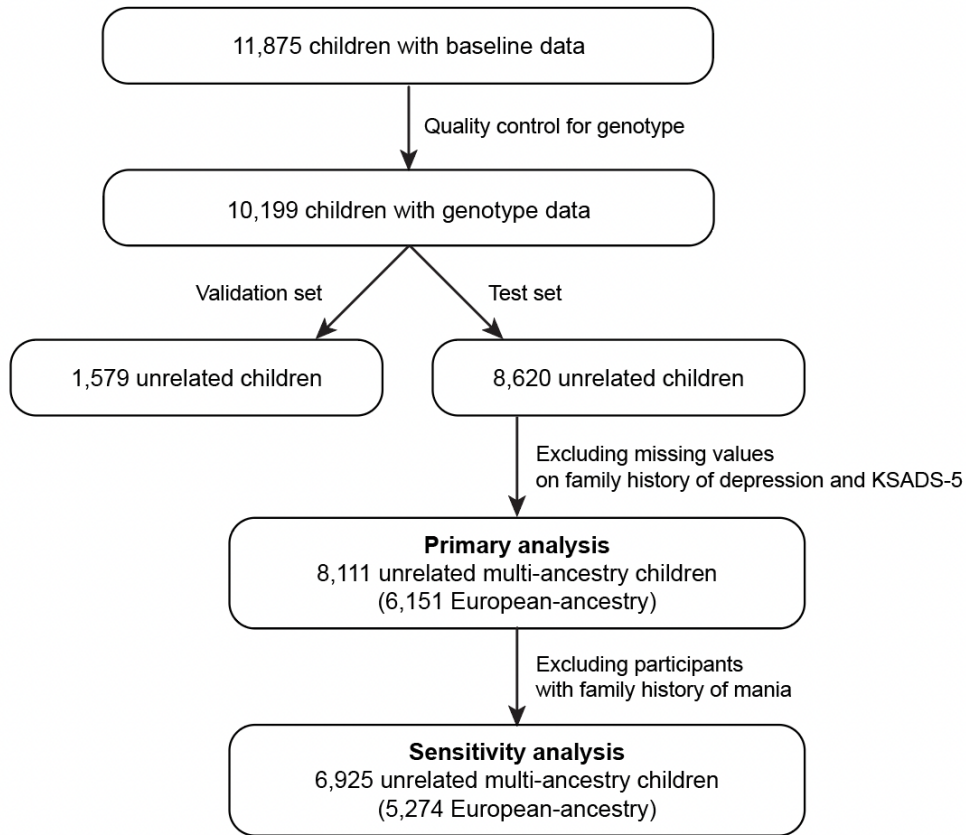 11,875 children with baseline data
Quality control for genotype
10,199 children with genotype data
Validation set
Test set
1,579 unrelated children
8,620 unrelated children
Excluding missing values
on family history of depression and KSADS-5
Primary analysis
8,111 unrelated multi-ancestry children
(6,151 European-ancestry)
Excluding participants
with family history of mania
Sensitivity analysis
6,925 unrelated multi-ancestry children
(5,274 European-ancestry)